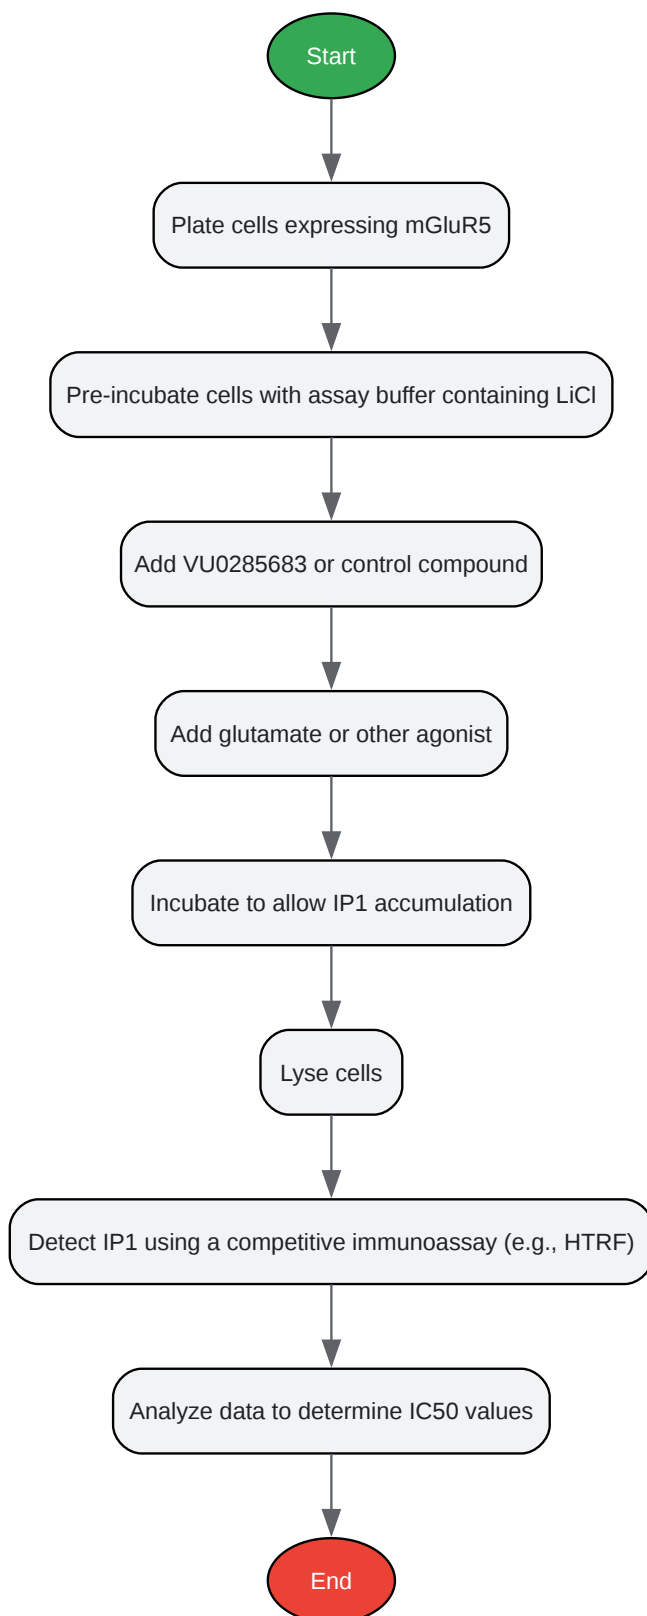 Start
Plate cells expressing mGluR5
Pre-incubate cells with assay buffer containing LiCl
Add VU0285683 or control compound
Add glutamate or other agonist
Incubate to allow IP1 accumulation
Lyse cells
Detect IP1 using a competitive immunoassay (e.g., HTRF)
Analyze data to determine IC50 values
End